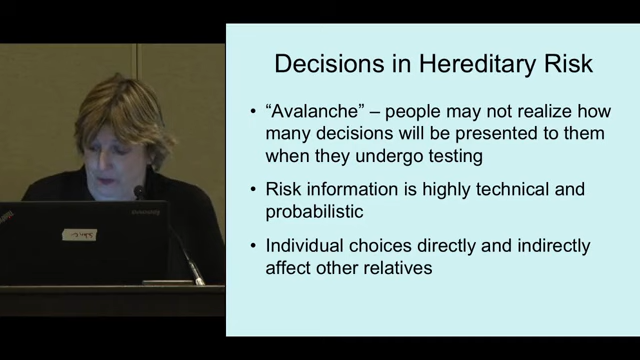 Decisions in Hereditary Risk
• “Avalanche” – people may not realize how
many decisions will be presented to them
when they undergo testing
• Risk information is highly technical and
probabilistic
• Individual choices directly and indirectly
affect other relatives